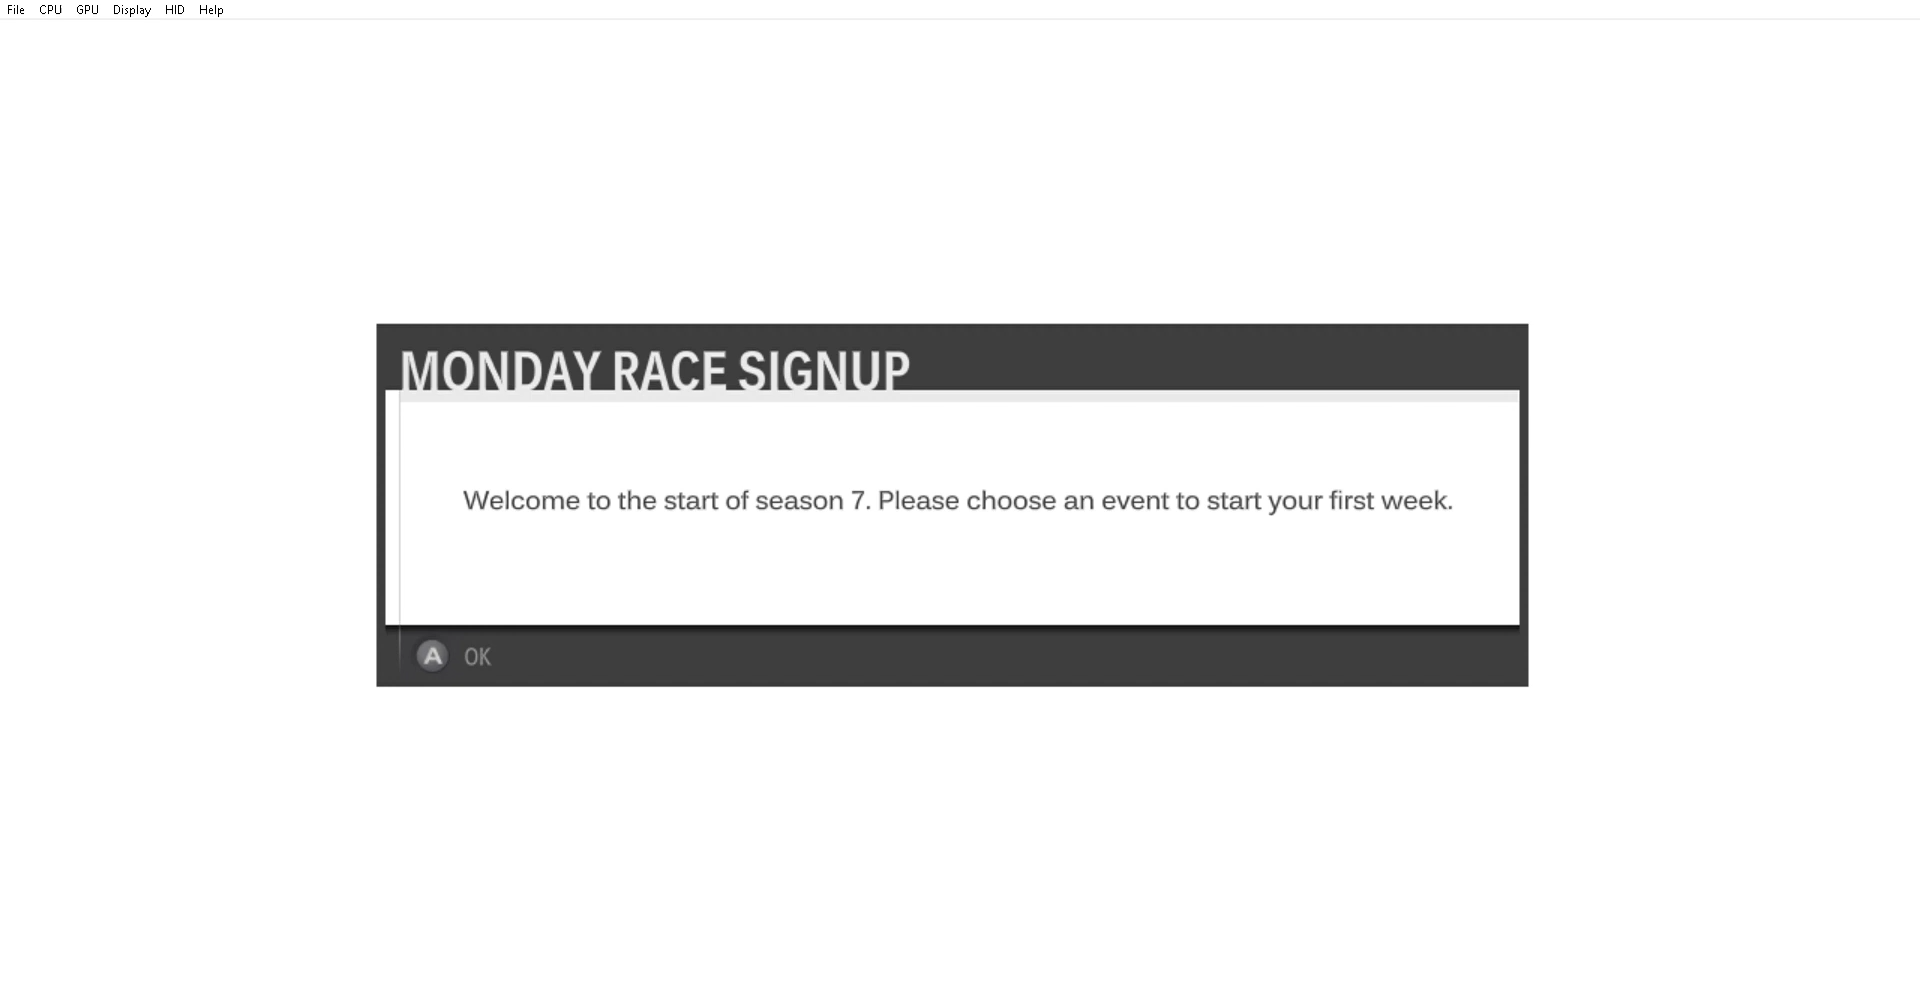 File CPU GPU Display HID Help
MONDAY RACE SIGNUP
Welcome to the start of season 7. Please choose an event to start your first week.
A OK